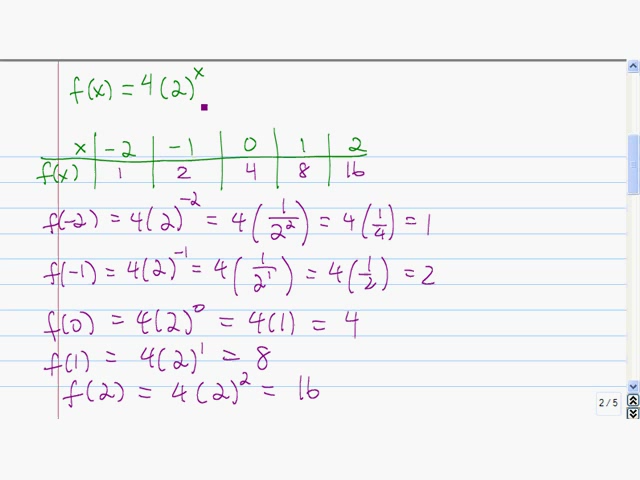 f(x) = 4(2)^x
x | -2 | -1 | 0 | 1 | 2
f(x) | 1 | 2 | 4 | 8 | 16
f(-2) = 4(2)^-2 = 4(1/2^2) = 4(1/4) = 1
f(-1) = 4(2)^-1 = 4(1/2^1) = 4(1/2) = 2
f(0) = 4(2)^0 = 4(1) = 4
f(1) = 4(2)^1 = 8
f(2) = 4(2)^2 = 16
2/5